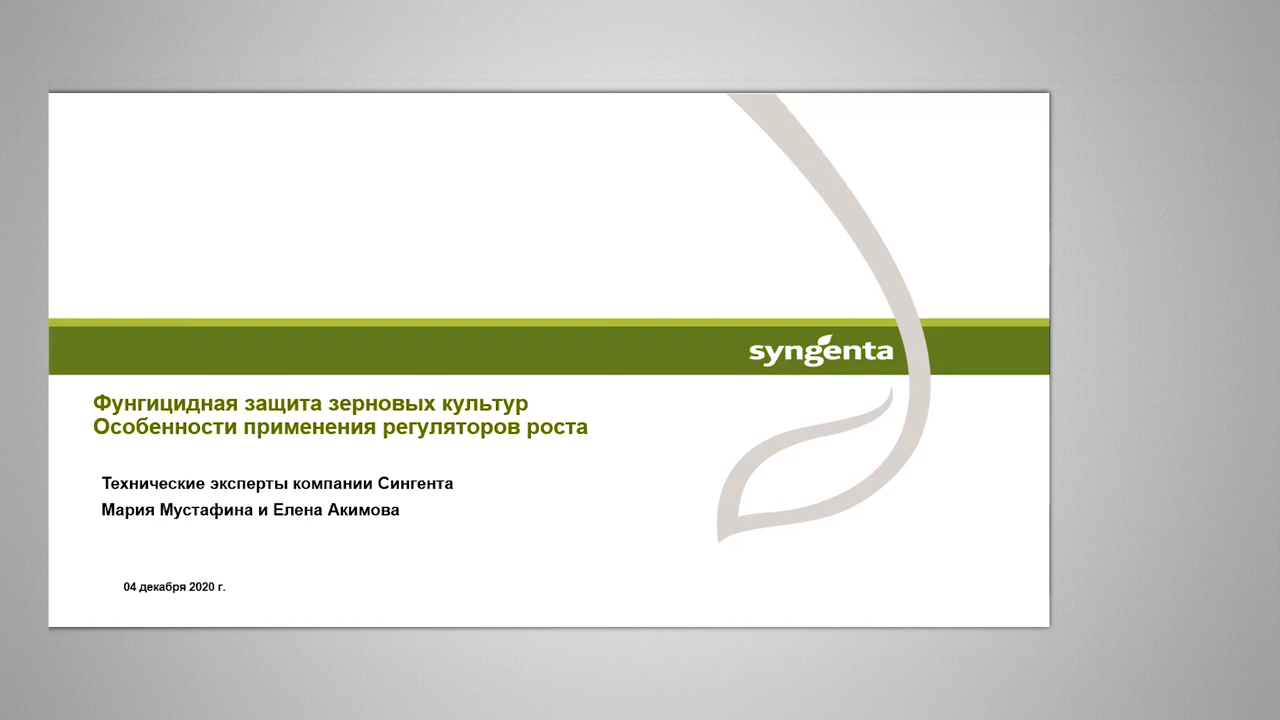 syngenta
Фунгицидная защита зерновых культур
Особенности применения регуляторов роста
Технические эксперты компании Сингента
Мария Мустафина и Елена Акимова
04 декабря 2020 г.